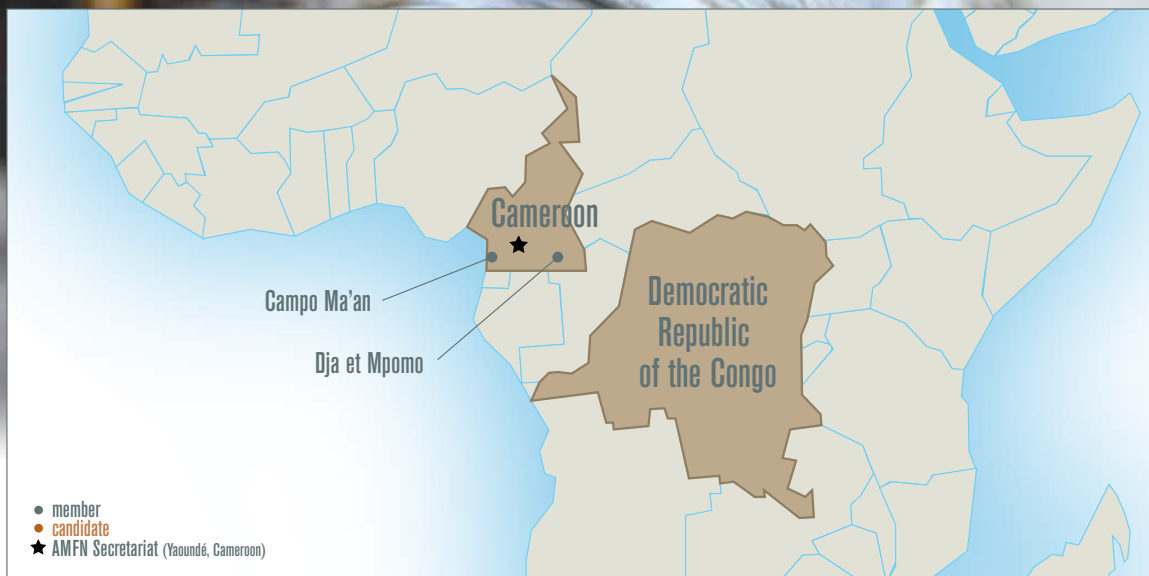 Cameroon
Campo Ma'an
Dja et Mpomo
Democratic
Republic
of the Congo
member
candidate
AMFN Secretariat (Yaoundé, Cameroon)